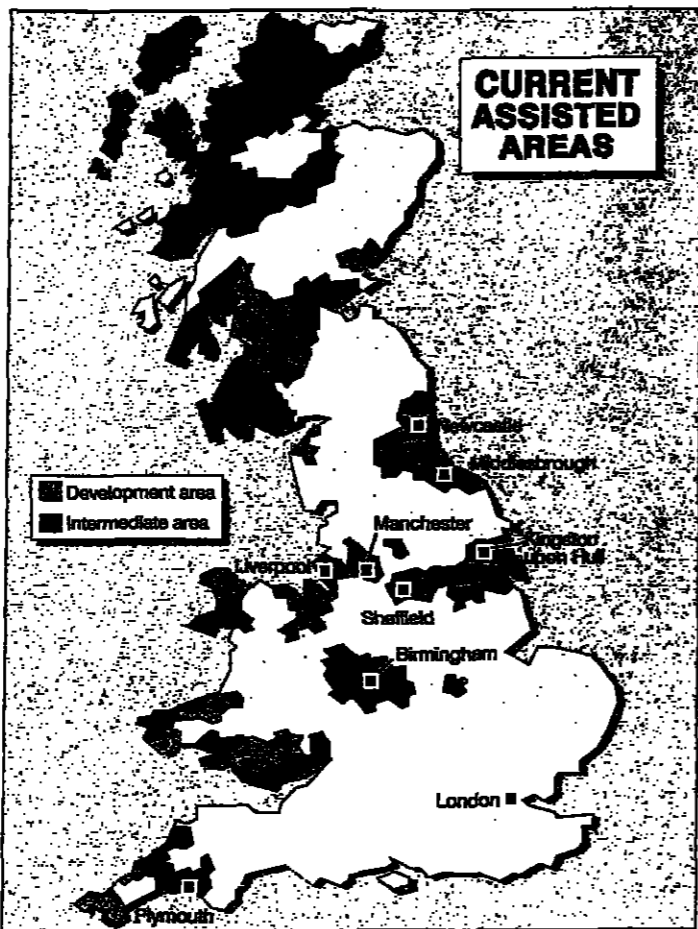 CURRENT
ASSISTED
AREAS
Newcastle
Middlesbrough
Development area
Intermediate area
Manchester
Kingston
upon Hull
Liverpool
Sheffield
Birmingham
London
Plymouth